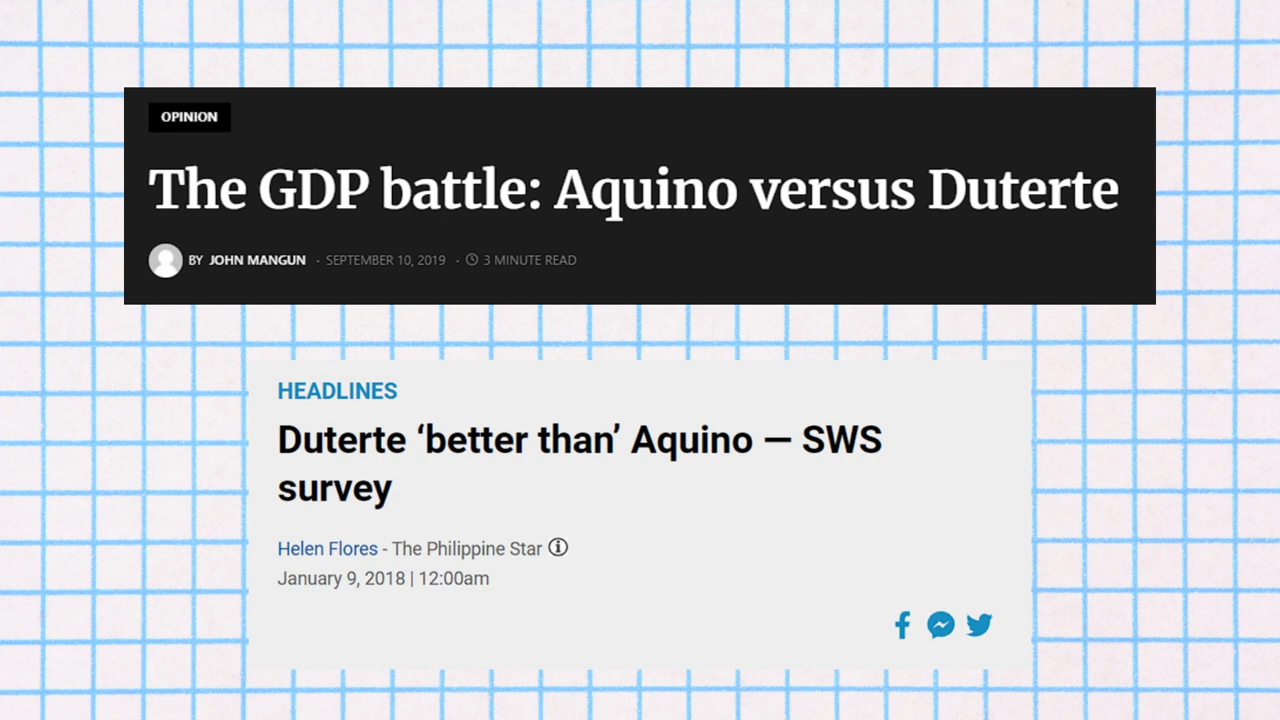 OPINION
The GDP battle: Aquino versus Duterte
BY JOHN MANGUN · SEPTEMBER 10, 2019 · 3 MINUTE READ
HEADLINES
Duterte ‘better than’ Aquino — SWS
survey
Helen Flores - The Philippine Star
January 9, 2018 | 12:00am